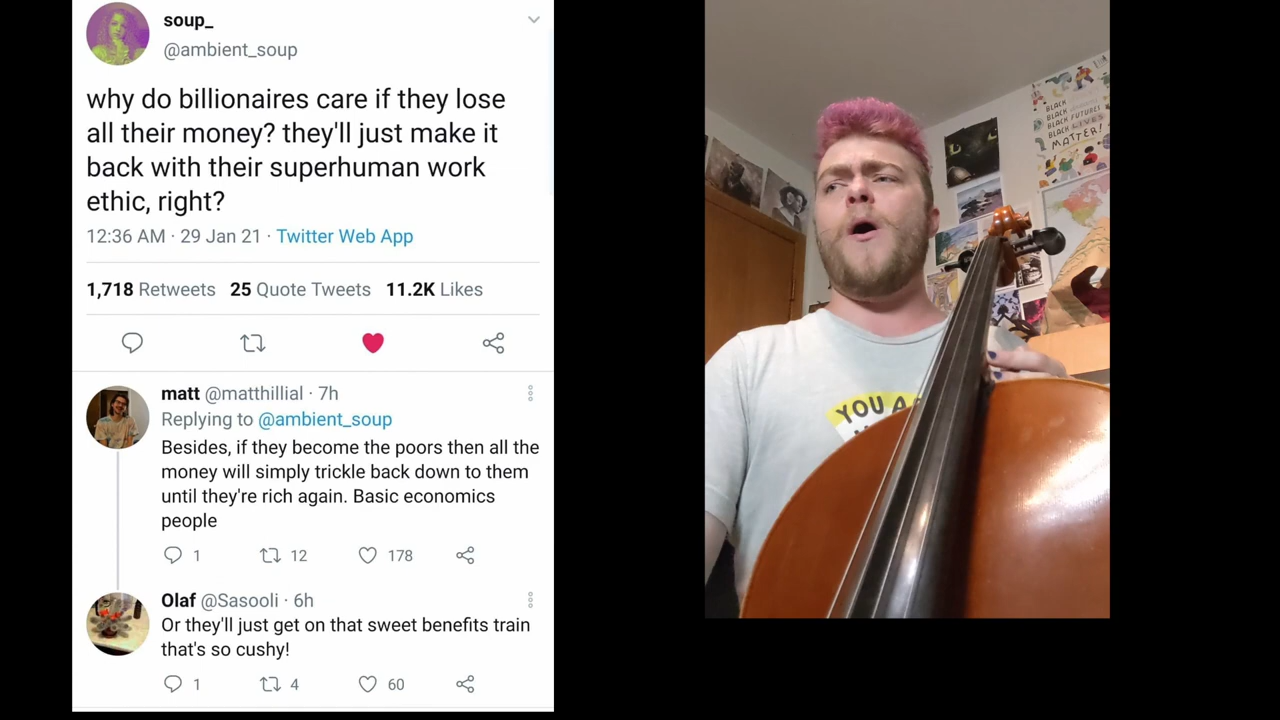 soup_
@ambient_soup
why do billionaires care if they lose
all their money? they'll just make it
back with their superhuman work
ethic, right?
12:36 AM · 29 Jan 21 · Twitter Web App
1,718 Retweets 25 Quote Tweets 11.2K Likes
matt @matthillial · 7h
Replying to @ambient_soup
Besides, if they become the poors then all the
money will simply trickle back down to them
until they're rich again. Basic economics
people
1 12 178
Olaf @Sasooli · 6h
Or they'll just get on that sweet benefits train
that's so cushy!
1 4 60
BLACK
BLACK FUTURES
BLACK LIVES
MATTER!
YOU